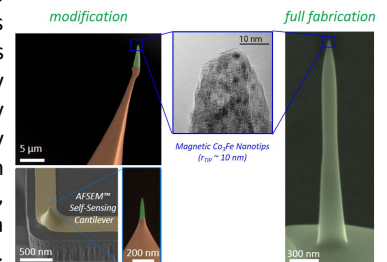 modification
full fabrication
10 nm
5 µm
Magnetic Co₃Fe Nanotips
(rTIP ~ 10 nm)
AFSEM™
Self-Sensing
Cantilever
500 nm
200 nm
300 nm